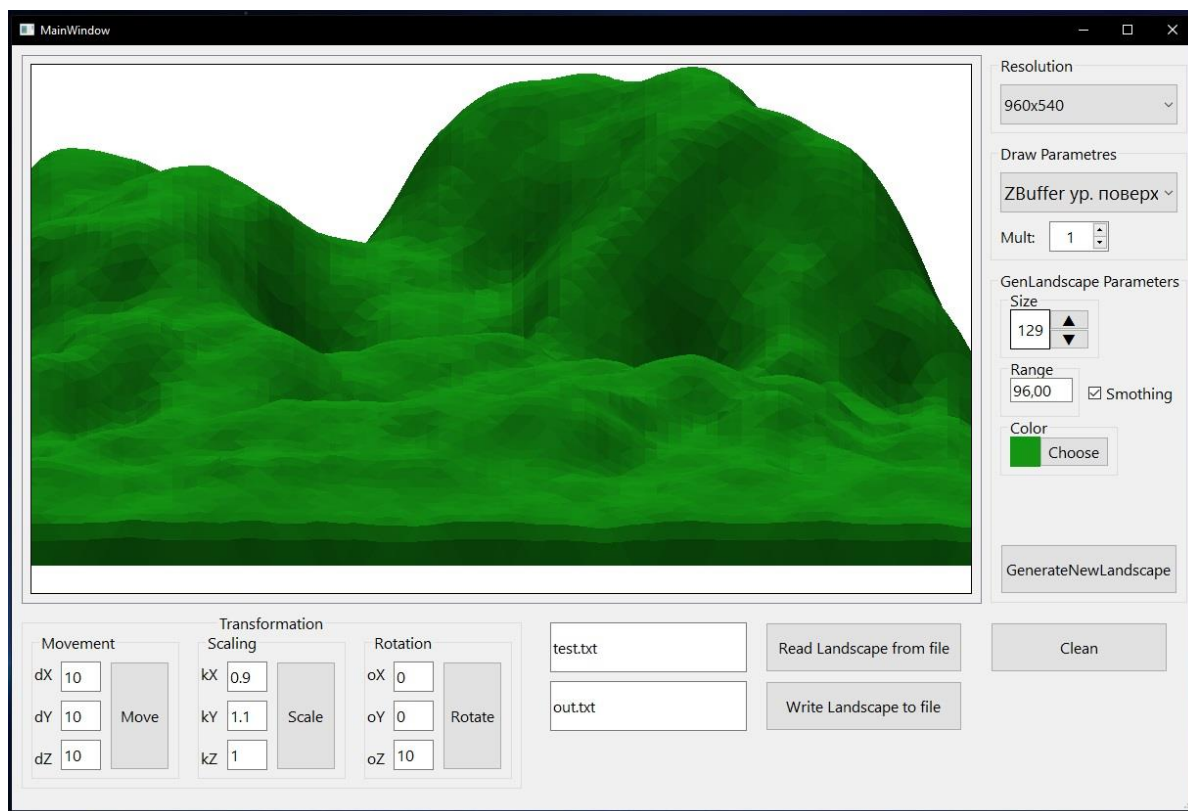 MainWindow
Resolution
960x540
Draw Parametres
ZBuffer ур. поверх
Mult: 1
GenLandscape Parameters
Size
129
Range
96,00
Smothing
Color
Choose
GenerateNewLandscape
Transformation
Movement
Scaling
Rotation
dX 10
dY 10
Move
dZ 10
kX 0.9
kY 1.1
Scale
kZ 1
oX 0
oY 0
Rotate
oZ 10
test.txt
Read Landscape from file
Clean
out.txt
Write Landscape to file